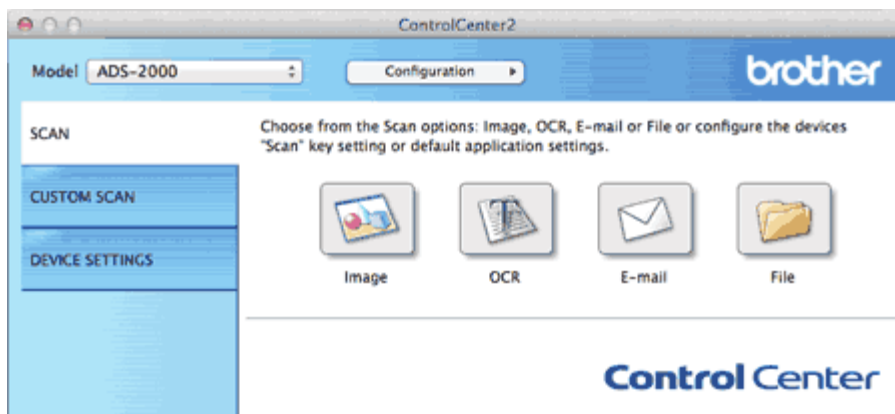 ControlCenter2
Model ADS-2000 Configuration
brother
SCAN
CUSTOM SCAN
DEVICE SETTINGS
Choose from the Scan options: Image, OCR, E-mail or File or configure the devices
"Scan" key setting or default application settings.
Image OCR E-mail File
Control Center